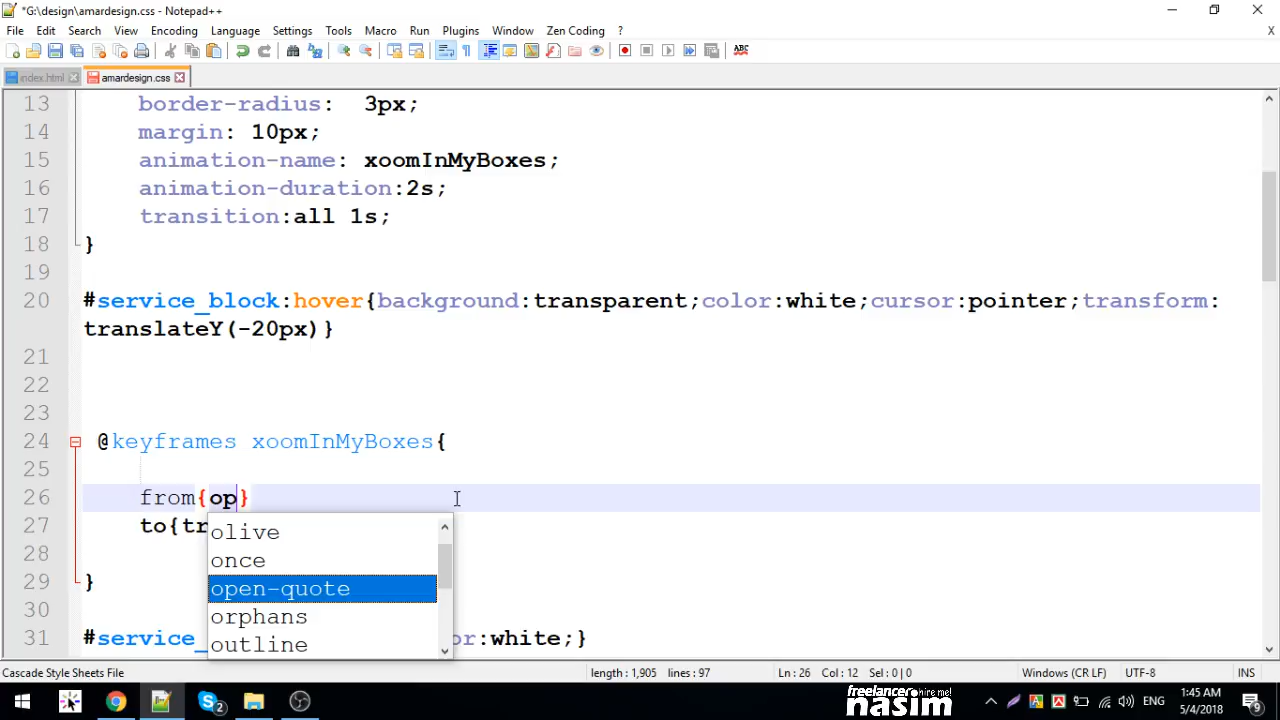 *G:\design\amardesign.css - Notepad++
File Edit Search View Encoding Language Settings Tools Macro Run Plugins Window Zen Coding ? X
index.html amardesign.css
13 border-radius:  3px;
14 margin: 10px;
15 animation-name: xoomInMyBoxes;
16 animation-duration:2s;
17 transition:all 1s;
18 }
19
20 #service_block:hover{background:transparent;color:white;cursor:pointer;transform:
translateY(-20px)}
21
22
23
24 @keyframes xoomInMyBoxes{
25
26 from{op}
27 to{tr
olive
28
once
29 }
open-quote
30
orphans
31 #service_ or:white;}
outline
Cascade Style Sheets File length : 1,905 lines : 97 Ln : 26 Col : 12 Sel : 0 | 0 Windows (CR LF) UTF-8 INS
freelancer hire me!
nasim
2 ENG 1:45 AM
5/4/2018 9